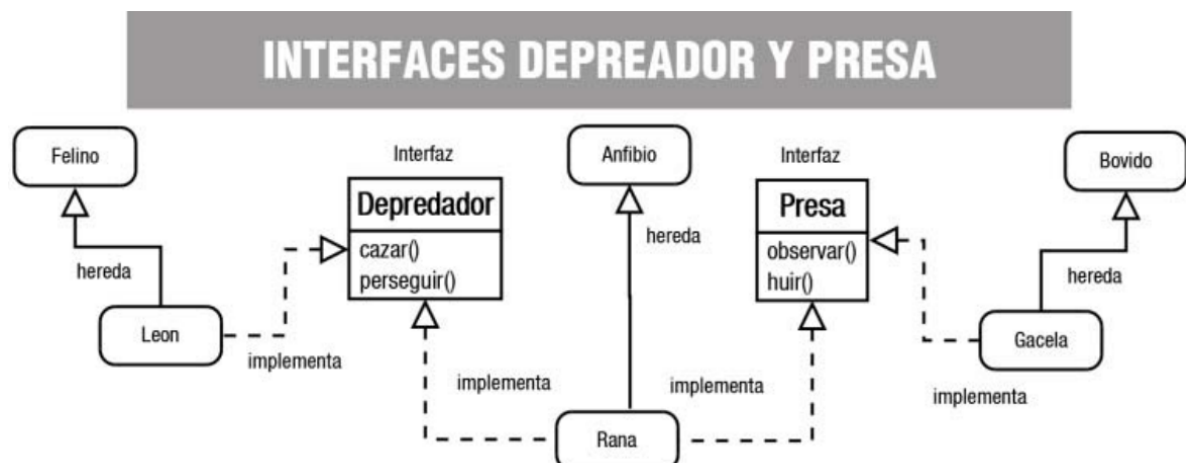 INTERFACES DEPREADOR Y PRESA
Felino
Interfaz
Anfibio
Interfaz
Bovido
Depredador
Presa
cazar()
perseguir()
hereda
observar()
huir()
hereda
hereda
Leon
Gacela
implementa
implementa
implementa
implementa
Rana